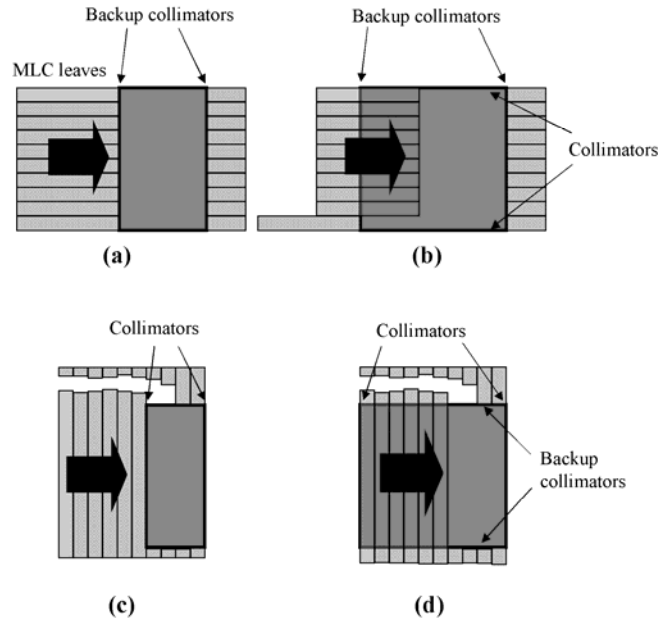 Backup collimators
Backup collimators
MLC leaves
Collimators
(a)
(b)
Collimators
Collimators
Backup
collimators
(c)
(d)